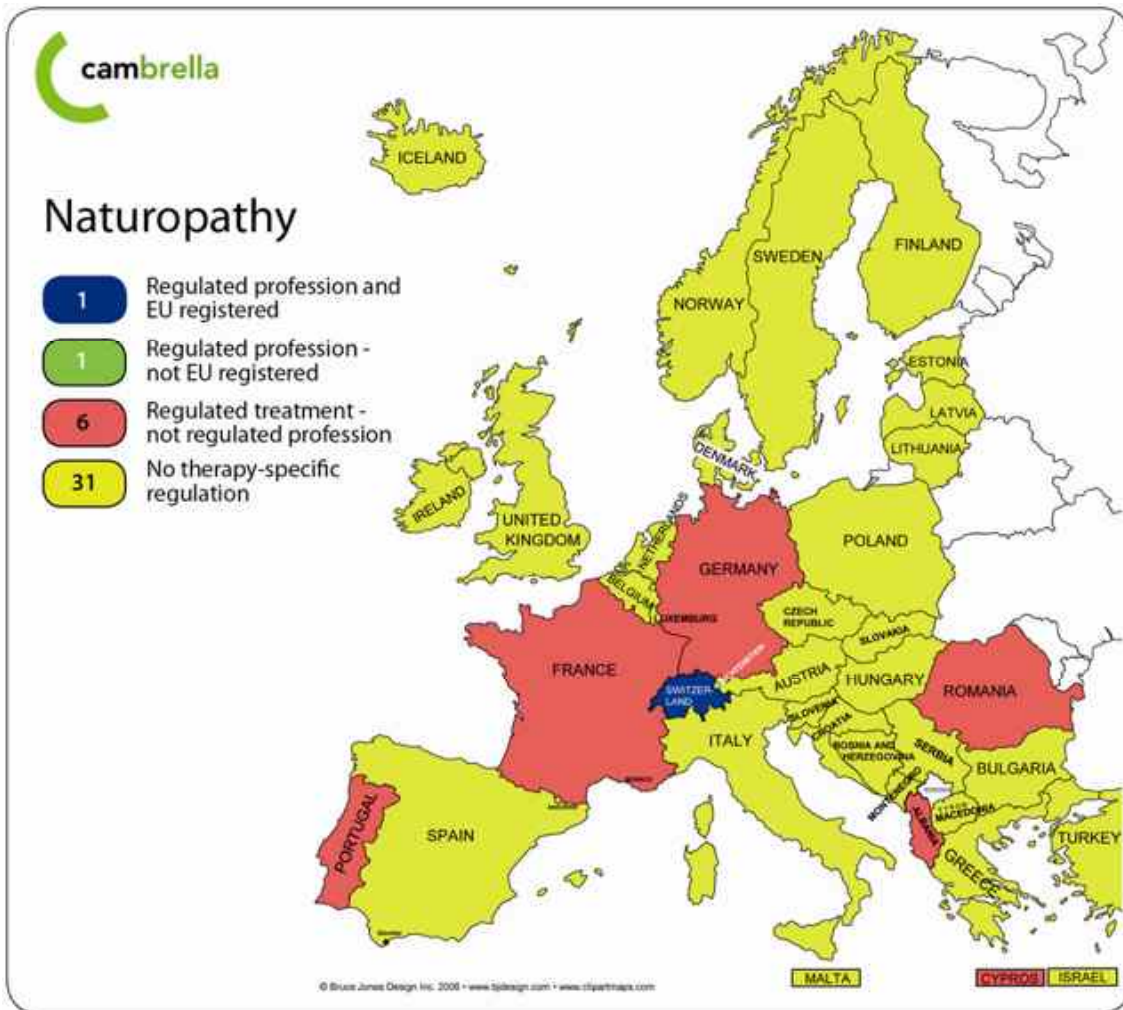 cambrella
Naturopathy
1
Regulated profession and
EU registered
1
Regulated profession -
not EU registered
6
Regulated treatment -
not regulated profession
31
No therapy-specific
regulation
ICELAND
FINLAND
SWEDEN
NORWAY
ESTONIA
LATVIA
LITHUANIA
DENMARK
IRELAND
UNITED
KINGDOM
NETHERLANDS
BELGIUM
GERMANY
POLAND
LUXEMBURG
CZECH
REPUBLIC
SLOVAKIA
FRANCE
SWITZER-
LAND
AUSTRIA
HUNGARY
ROMANIA
SLOVENIA
CROATIA
ITALY
BOSNIA AND
HERZEGOVINA
SERBIA
BULGARIA
MONTENEGRO
MACEDONIA
ALBANIA
PORTUGAL
SPAIN
GREECE
TURKEY
MALTA
CYPROS
ISRAEL
© Bruce Jones Design Inc. 2006 • www.bjdesign.com • www.clipartmaps.com